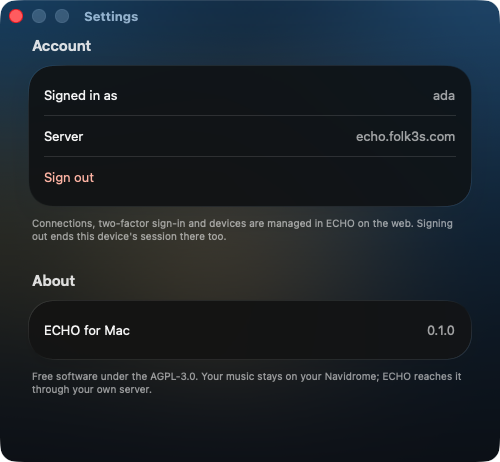 Settings
Account
Signed in as ada
Server echo.folk3s.com
Sign out
Connections, two-factor sign-in and devices are managed in ECHO on the web. Signing
out ends this device's session there too.
About
ECHO for Mac 0.1.0
Free software under the AGPL-3.0. Your music stays on your Navidrome; ECHO reaches it
through your own server.